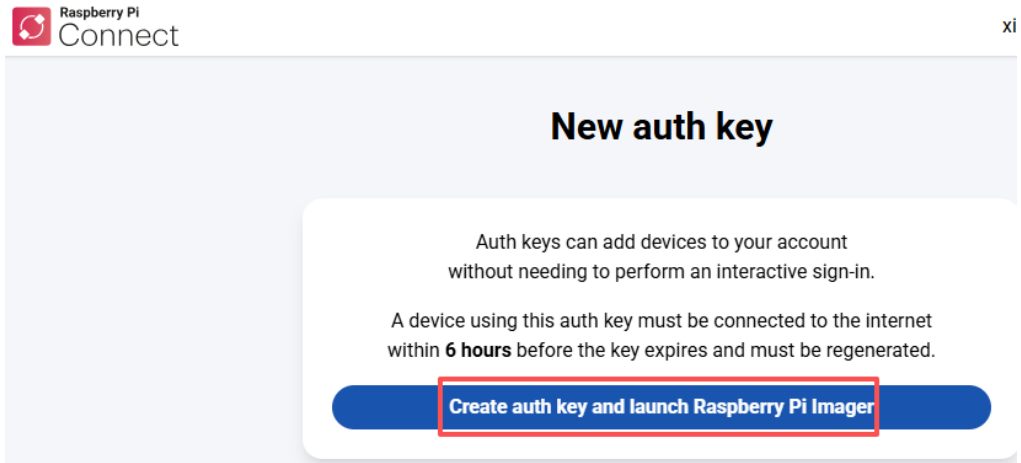 Raspberry Pi
Connect
xi
New auth key
Auth keys can add devices to your account
without needing to perform an interactive sign-in.
A device using this auth key must be connected to the internet
within 6 hours before the key expires and must be regenerated.
Create auth key and launch Raspberry Pi Imager